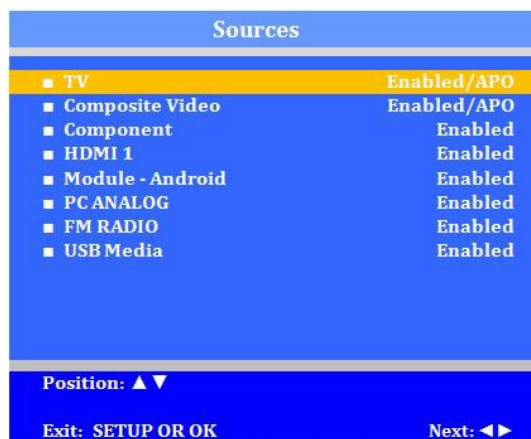 Sources
■ TV Enabled/APO
■ Composite Video Enabled/APO
■ Component Enabled
■ HDMI 1 Enabled
■ Module - Android Enabled
■ PC ANALOG Enabled
■ FM RADIO Enabled
■ USB Media Enabled
Position: ▲▼
Exit: SETUP OR OK Next: ◄►